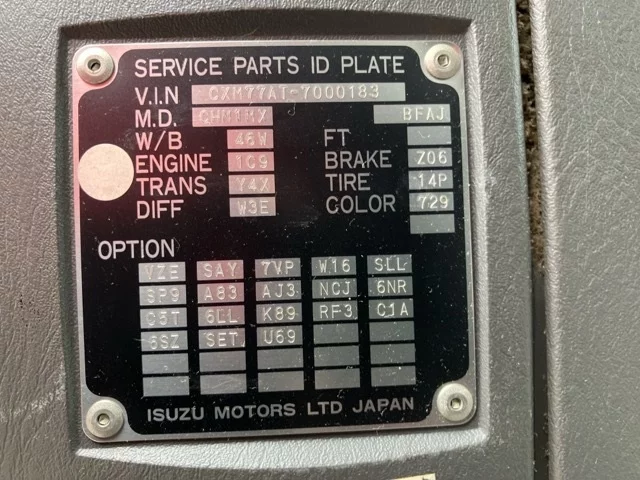 SERVICE PARTS ID PLATE
V.I.N CXM77AT-7000183
M.D. BFAJ
W/B 46W FT
ENGINE 1C9 BRAKE Z06
TRANS Y4X TIRE 14P
DIFF W3E COLOR 729
OPTION
VZE SAY 7VP W16 SLL
SP9 A83 AJ3 NCJ 6NR
C5T 6LL K89 RF3 C1A
6SZ SET U69
ISUZU MOTORS LTD JAPAN